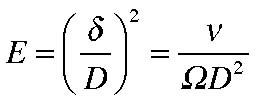 E = (δ/D)² = ν/ΩD²